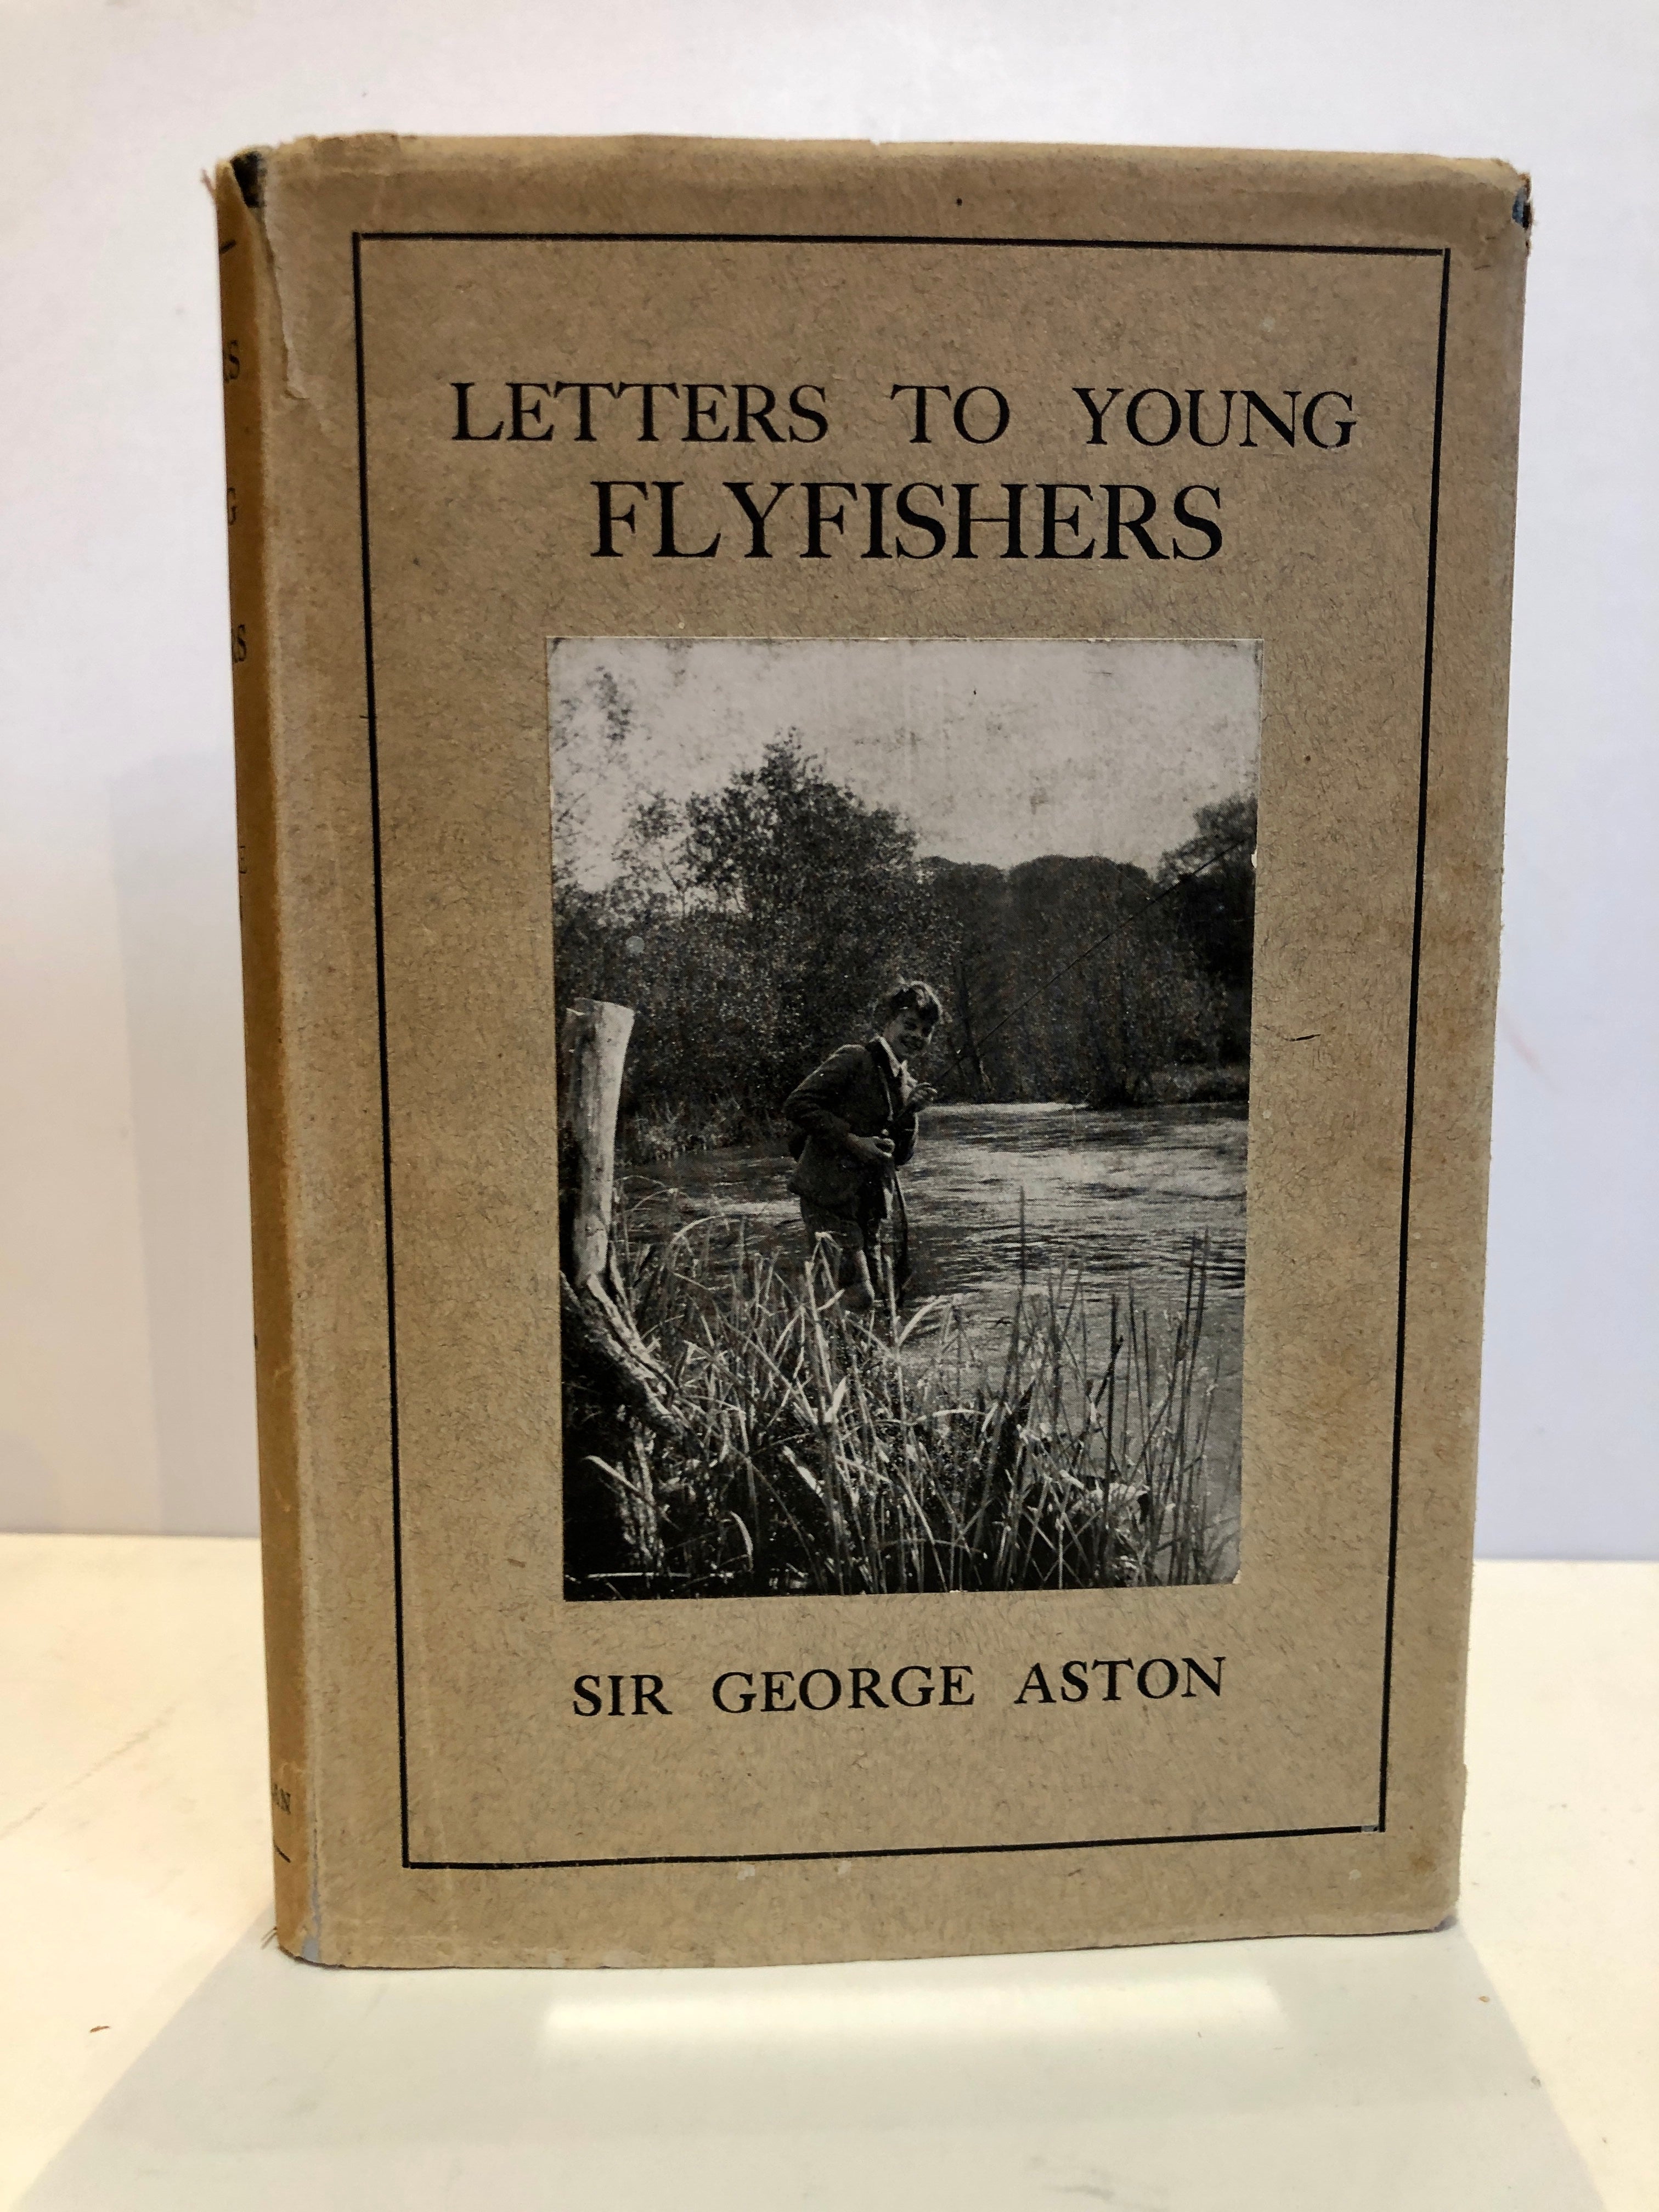 LETTERS TO YOUNG
FLYFISHERS
SIR GEORGE ASTON